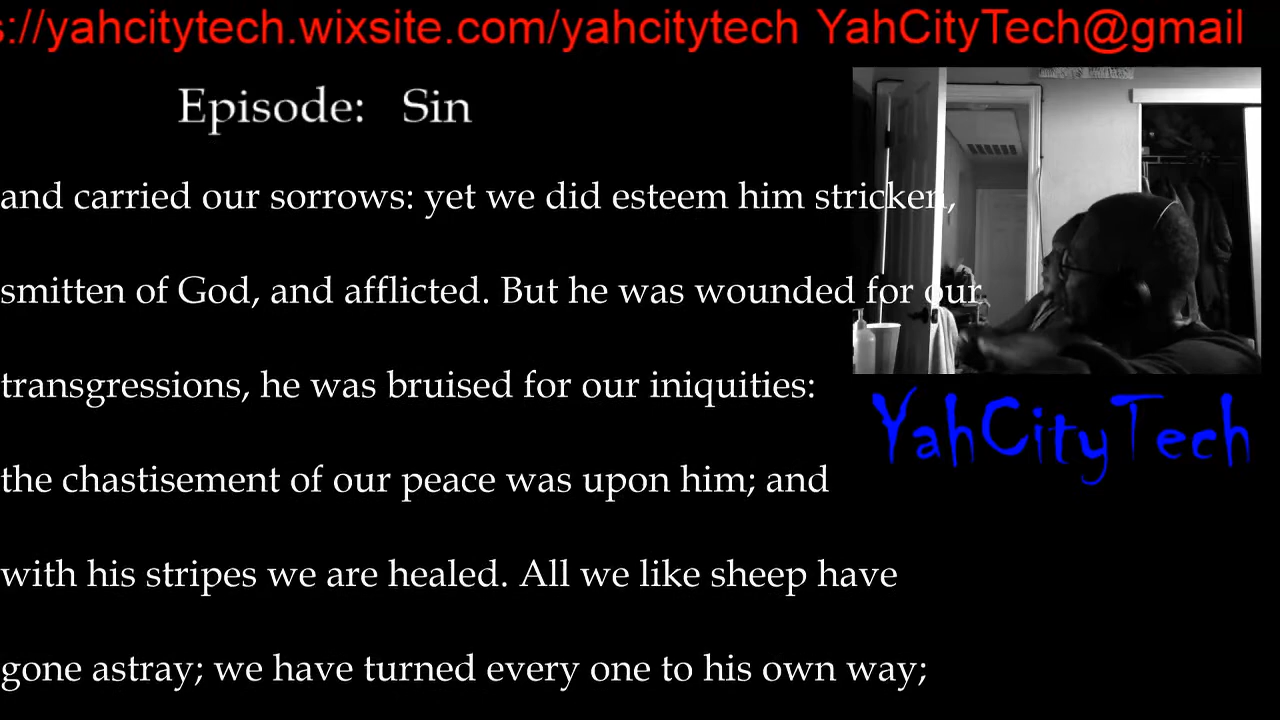 s://yahcitytech.wixsite.com/yahcitytech YahCityTech@gmail
Episode: Sin
and carried our sorrows: yet we did esteem him stricken,
smitten of God, and afflicted. But he was wounded for our
transgressions, he was bruised for our iniquities:
the chastisement of our peace was upon him; and
with his stripes we are healed. All we like sheep have
gone astray; we have turned every one to his own way;
YahCityTech